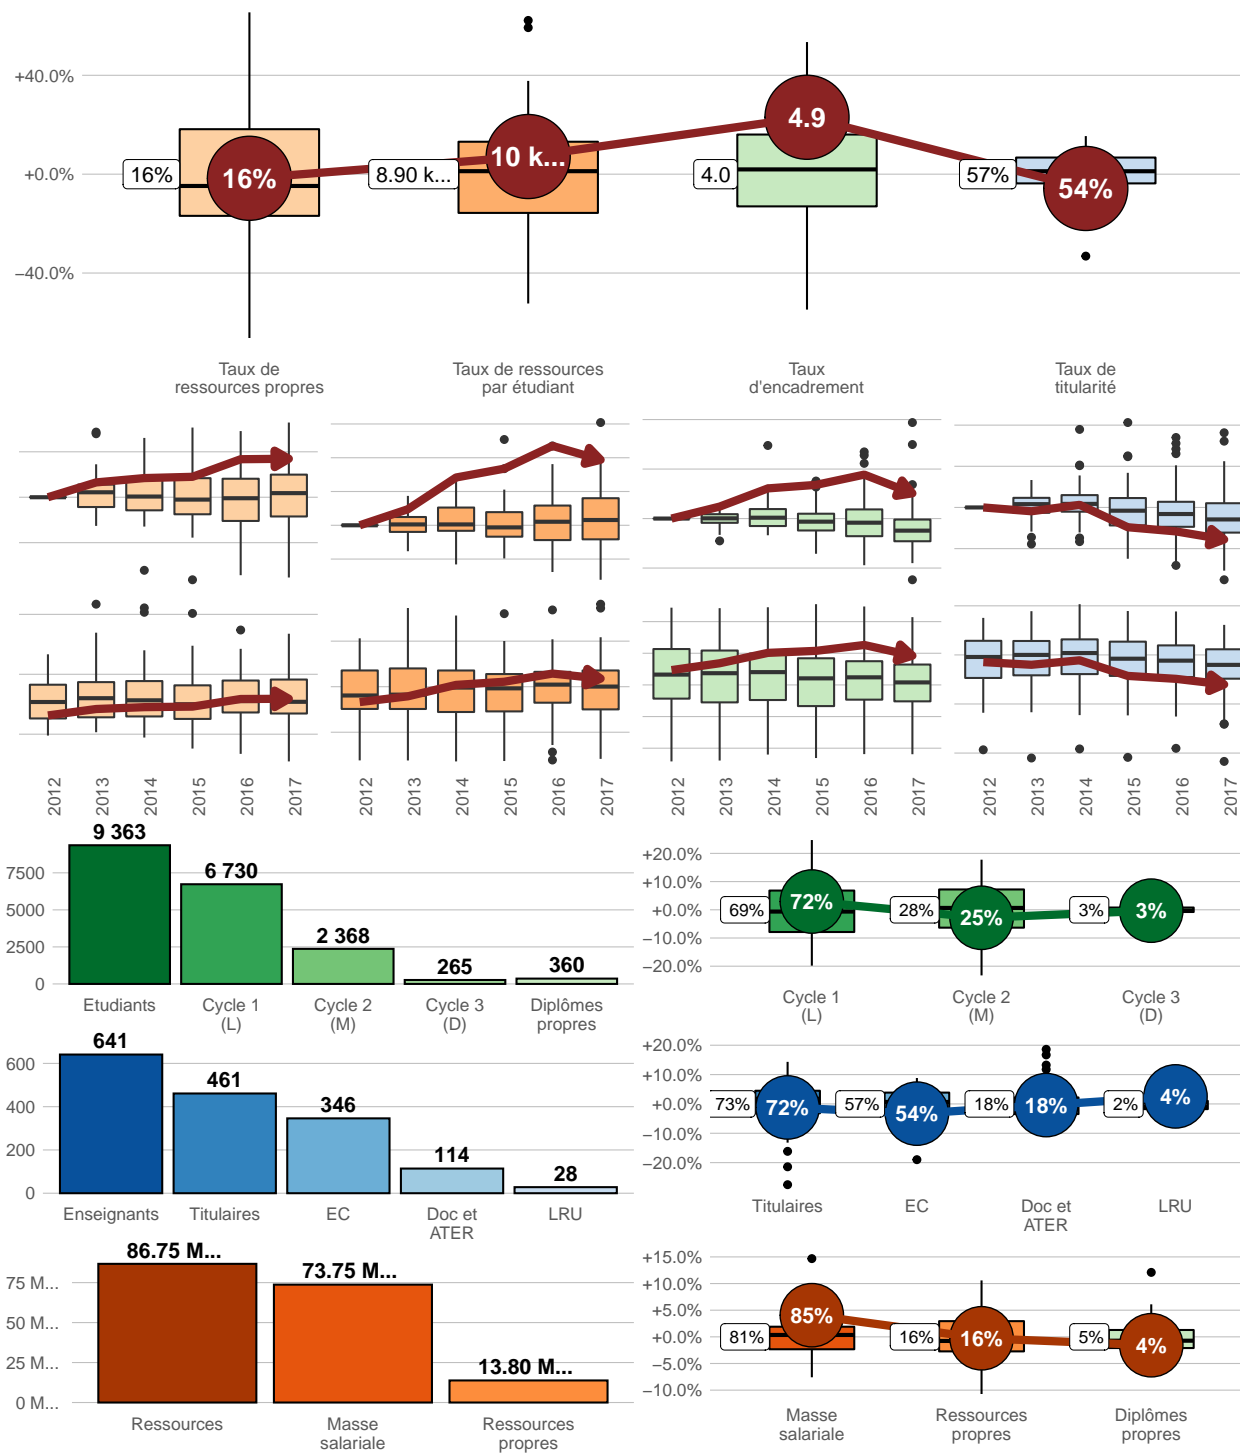 +40.0%
+0.0%
−40.0%
16%
16%
8.90 k...
10 k...
4.0
4.9
57%
54%
Taux de
ressources propres
Taux de ressources
par étudiant
Taux
d'encadrement
Taux de
titularité
2012
2013
2014
2015
2016
2017
2012
2013
2014
2015
2016
2017
2012
2013
2014
2015
2016
2017
2012
2013
2014
2015
2016
2017
7500
5000
2500
0
9 363
6 730
2 368
265
360
Etudiants
Cycle 1
(L)
Cycle 2
(M)
Cycle 3
(D)
Diplômes
propres
+20.0%
+10.0%
+0.0%
−10.0%
−20.0%
69%
72%
28%
25%
3%
3%
Cycle 1
(L)
Cycle 2
(M)
Cycle 3
(D)
600
400
200
0
641
461
346
114
28
Enseignants
Titulaires
EC
Doc et
ATER
LRU
+20.0%
+10.0%
+0.0%
−10.0%
−20.0%
73%
72%
57%
54%
18%
18%
2%
4%
Titulaires
EC
Doc et
ATER
LRU
75 M...
50 M...
25 M...
0 M...
86.75 M...
73.75 M...
13.80 M...
Ressources
Masse
salariale
Ressources
propres
+15.0%
+10.0%
+5.0%
+0.0%
−5.0%
−10.0%
81%
85%
16%
16%
5%
4%
Masse
salariale
Ressources
propres
Diplômes
propres